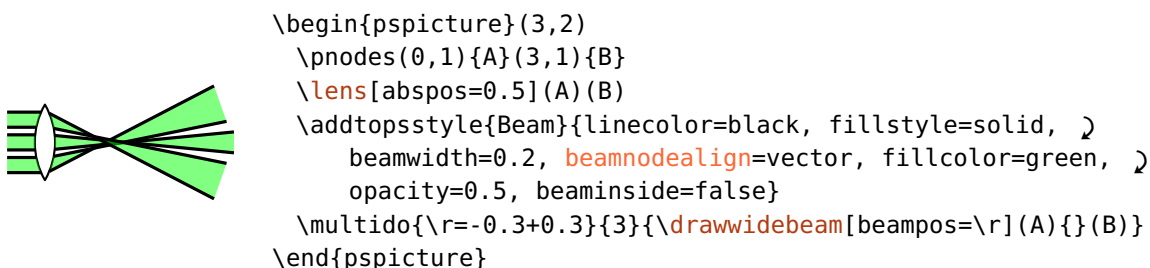 \begin{pspicture}(3,2)
\pnodes(0,1){A}(3,1){B}
\lens[abspos=0.5](A)(B)
\addtopsstyle{Beam}{linecolor=black, fillstyle=solid,
beamwidth=0.2, beamnodealign=vector, fillcolor=green,
opacity=0.5, beaminside=false}
\multido{\r=-0.3+0.3}{3}{\drawwidebeam[beampos=\r](A){}(B)}
\end{pspicture}